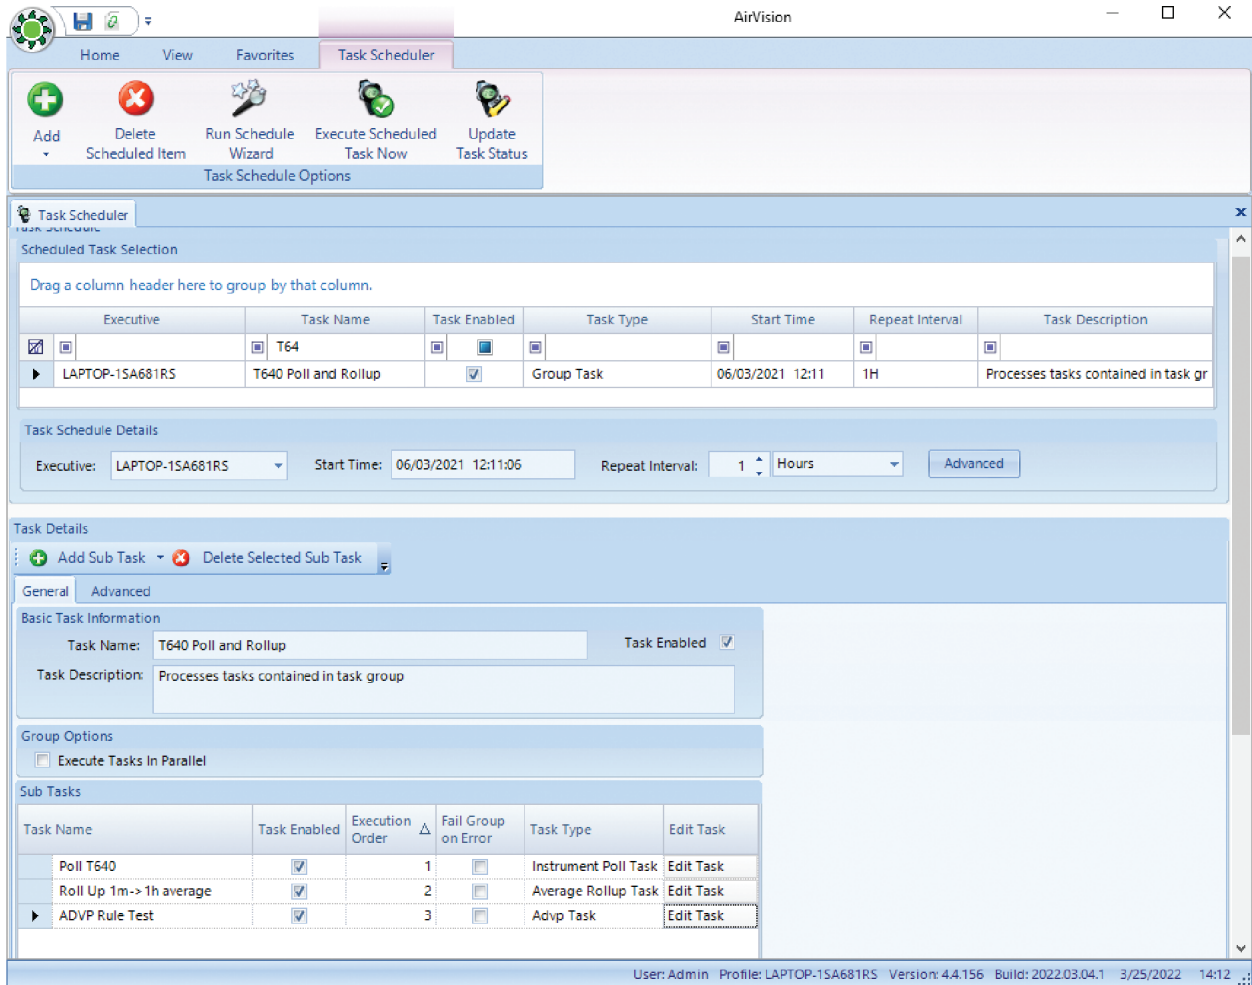 AirVision
Home View Favorites Task Scheduler
Add
Delete Scheduled Item
Run Schedule Wizard
Execute Scheduled Task Now
Update Task Status
Task Schedule Options
Task Scheduler
Task Schedule
Scheduled Task Selection
Drag a column header here to group by that column.
Executive Task Name Task Enabled Task Type Start Time Repeat Interval Task Description
T64
LAPTOP-1SA681RS T640 Poll and Rollup Group Task 06/03/2021 12:11 1H Processes tasks contained in task gr
Task Schedule Details
Executive: LAPTOP-1SA681RS Start Time: 06/03/2021 12:11:06 Repeat Interval: 1 Hours Advanced
Task Details
Add Sub Task Delete Selected Sub Task
General Advanced
Basic Task Information
Task Name: T640 Poll and Rollup Task Enabled
Task Description: Processes tasks contained in task group
Group Options
Execute Tasks In Parallel
Sub Tasks
Task Name Task Enabled Execution Order Fail Group on Error Task Type Edit Task
Poll T640 1 Instrument Poll Task Edit Task
Roll Up 1m-> 1h average 2 Average Rollup Task Edit Task
ADVP Rule Test 3 Advp Task Edit Task
User: Admin Profile: LAPTOP-1SA681RS Version: 4.4.156 Build: 2022.03.04.1 3/25/2022 14:12